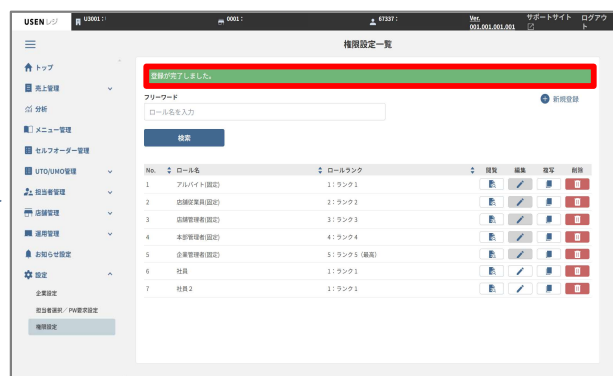 USEN レジ
U3001 :
0001 :
67337 :
Ver.
001.001.001.001
サポートサイト
ログアウト
権限設定一覧
トップ
売上管理
分析
メニュー管理
セルフオーダー管理
UTO/UMO管理
担当者管理
店舗管理
運用管理
お知らせ設定
設定
企業設定
担当者選択／PW要求設定
権限設定
登録が完了しました。
フリーワード
ロール名を入力
新規登録
検索
No. ロール名 ロールランク 閲覧 編集 複写 削除
1 アルバイト(固定) 1：ランク1
2 店舗従業員(固定) 2：ランク2
3 店舗管理者(固定) 3：ランク3
4 本部管理者(固定) 4：ランク4
5 企業管理者(固定) 5：ランク5（最高）
6 社員 1：ランク1
7 社員2 1：ランク1